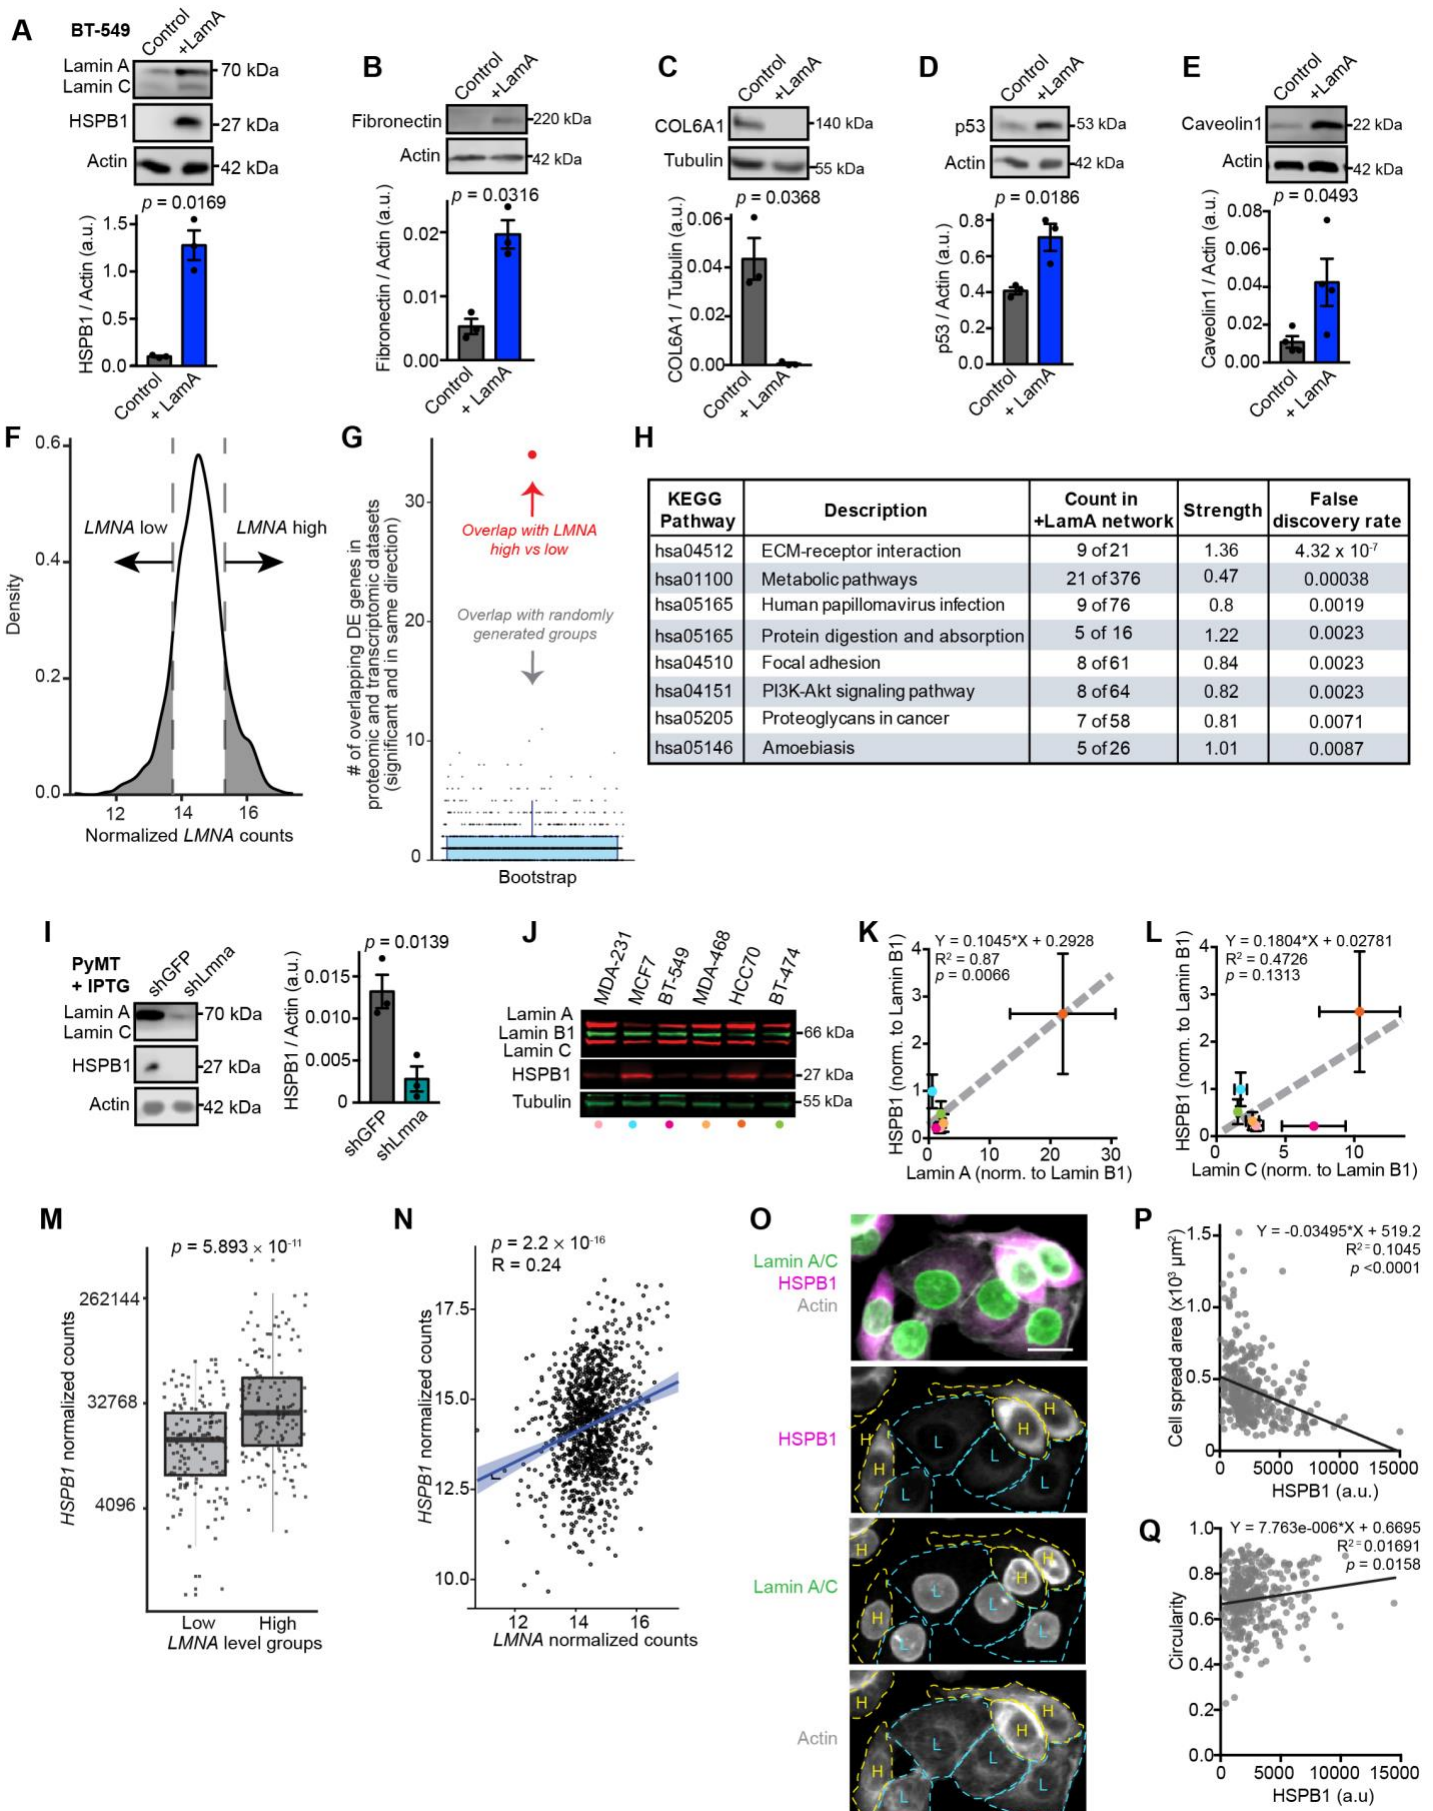 A
BT-549
Control
+LamA
Lamin A
Lamin C
70 kDa
HSPB1
27 kDa
Actin
42 kDa
p = 0.0169
HSPB1 / Actin (a.u.)
1.5
1.0
0.5
0.0
Control
+ LamA
B
Control
+LamA
Fibronectin
220 kDa
Actin
42 kDa
p = 0.0316
Fibronectin / Actin (a.u.)
0.02
0.01
0.00
Control
+ LamA
C
Control
+LamA
COL6A1
140 kDa
Tubulin
55 kDa
p = 0.0368
COL6A1 / Tubulin (a.u.)
0.06
0.04
0.02
0.00
Control
+ LamA
D
Control
+LamA
p53
53 kDa
Actin
42 kDa
p = 0.0186
p53 / Actin (a.u.)
0.8
0.6
0.4
0.2
0.0
Control
+ LamA
E
Control
+LamA
Caveolin1
22 kDa
Actin
42 kDa
p = 0.0493
Caveolin1 / Actin (a.u.)
0.08
0.06
0.04
0.02
0.00
Control
+ LamA
F
0.6
0.4
0.2
0.0
Density
LMNA low
LMNA high
12 14 16
Normalized LMNA counts
G
# of overlapping DE genes in
proteomic and transcriptomic datasets
(significant and in same direction)
30
20
10
0
Overlap with LMNA
high vs low
Overlap with randomly
generated groups
Bootstrap
H
KEGG Pathway Description Count in +LamA network Strength False discovery rate
hsa04512 ECM-receptor interaction 9 of 21 1.36 4.32 x 10⁻⁷
hsa01100 Metabolic pathways 21 of 376 0.47 0.00038
hsa05165 Human papillomavirus infection 9 of 76 0.8 0.0019
hsa05165 Protein digestion and absorption 5 of 16 1.22 0.0023
hsa04510 Focal adhesion 8 of 61 0.84 0.0023
hsa04151 PI3K-Akt signaling pathway 8 of 64 0.82 0.0023
hsa05205 Proteoglycans in cancer 7 of 58 0.81 0.0071
hsa05146 Amoebiasis 5 of 26 1.01 0.0087
I
PyMT
+ IPTG
shGFP
shLmna
Lamin A
Lamin C
70 kDa
HSPB1
27 kDa
Actin
42 kDa
p = 0.0139
HSPB1 / Actin (a.u.)
0.015
0.010
0.005
0
shGFP
shLmna
J
MDA-231
MCF7
BT-549
MDA-468
HCC70
BT-474
Lamin A
Lamin B1
Lamin C
66 kDa
HSPB1
27 kDa
Tubulin
55 kDa
K
Y = 0.1045*X + 0.2928
R² = 0.87
p = 0.0066
HSPB1 (norm. to Lamin B1)
4
3
2
1
0
0 10 20 30
Lamin A (norm. to Lamin B1)
L
Y = 0.1804*X + 0.02781
R² = 0.4726
p = 0.1313
HSPB1 (norm. to Lamin B1)
4
3
2
1
0
0 5 10
Lamin C (norm. to Lamin B1)
M
p = 5.893 × 10⁻¹¹
HSPB1 normalized counts
262144
32768
4096
Low High
LMNA level groups
N
p = 2.2 × 10⁻¹⁶
R = 0.24
HSPB1 normalized counts
17.5
15.0
12.5
10.0
12 14 16
LMNA normalized counts
O
Lamin A/C
HSPB1
Actin
HSPB1
H
H
H
H
L
L
L
L
Lamin A/C
H
H
H
H
L
L
L
L
Actin
H
H
H
H
L
L
L
L
P
Y = -0.03495*X + 519.2
R² = 0.1045
p <0.0001
Cell spread area (x10³ µm²)
1.5
1.0
0.5
0
0 5000 10000 15000
HSPB1 (a.u.)
Q
Y = 7.763e-006*X + 0.6695
R² = 0.01691
p = 0.0158
Circularity
1.0
0.8
0.6
0.4
0.2
0.0
0 5000 10000 15000
HSPB1 (a.u)